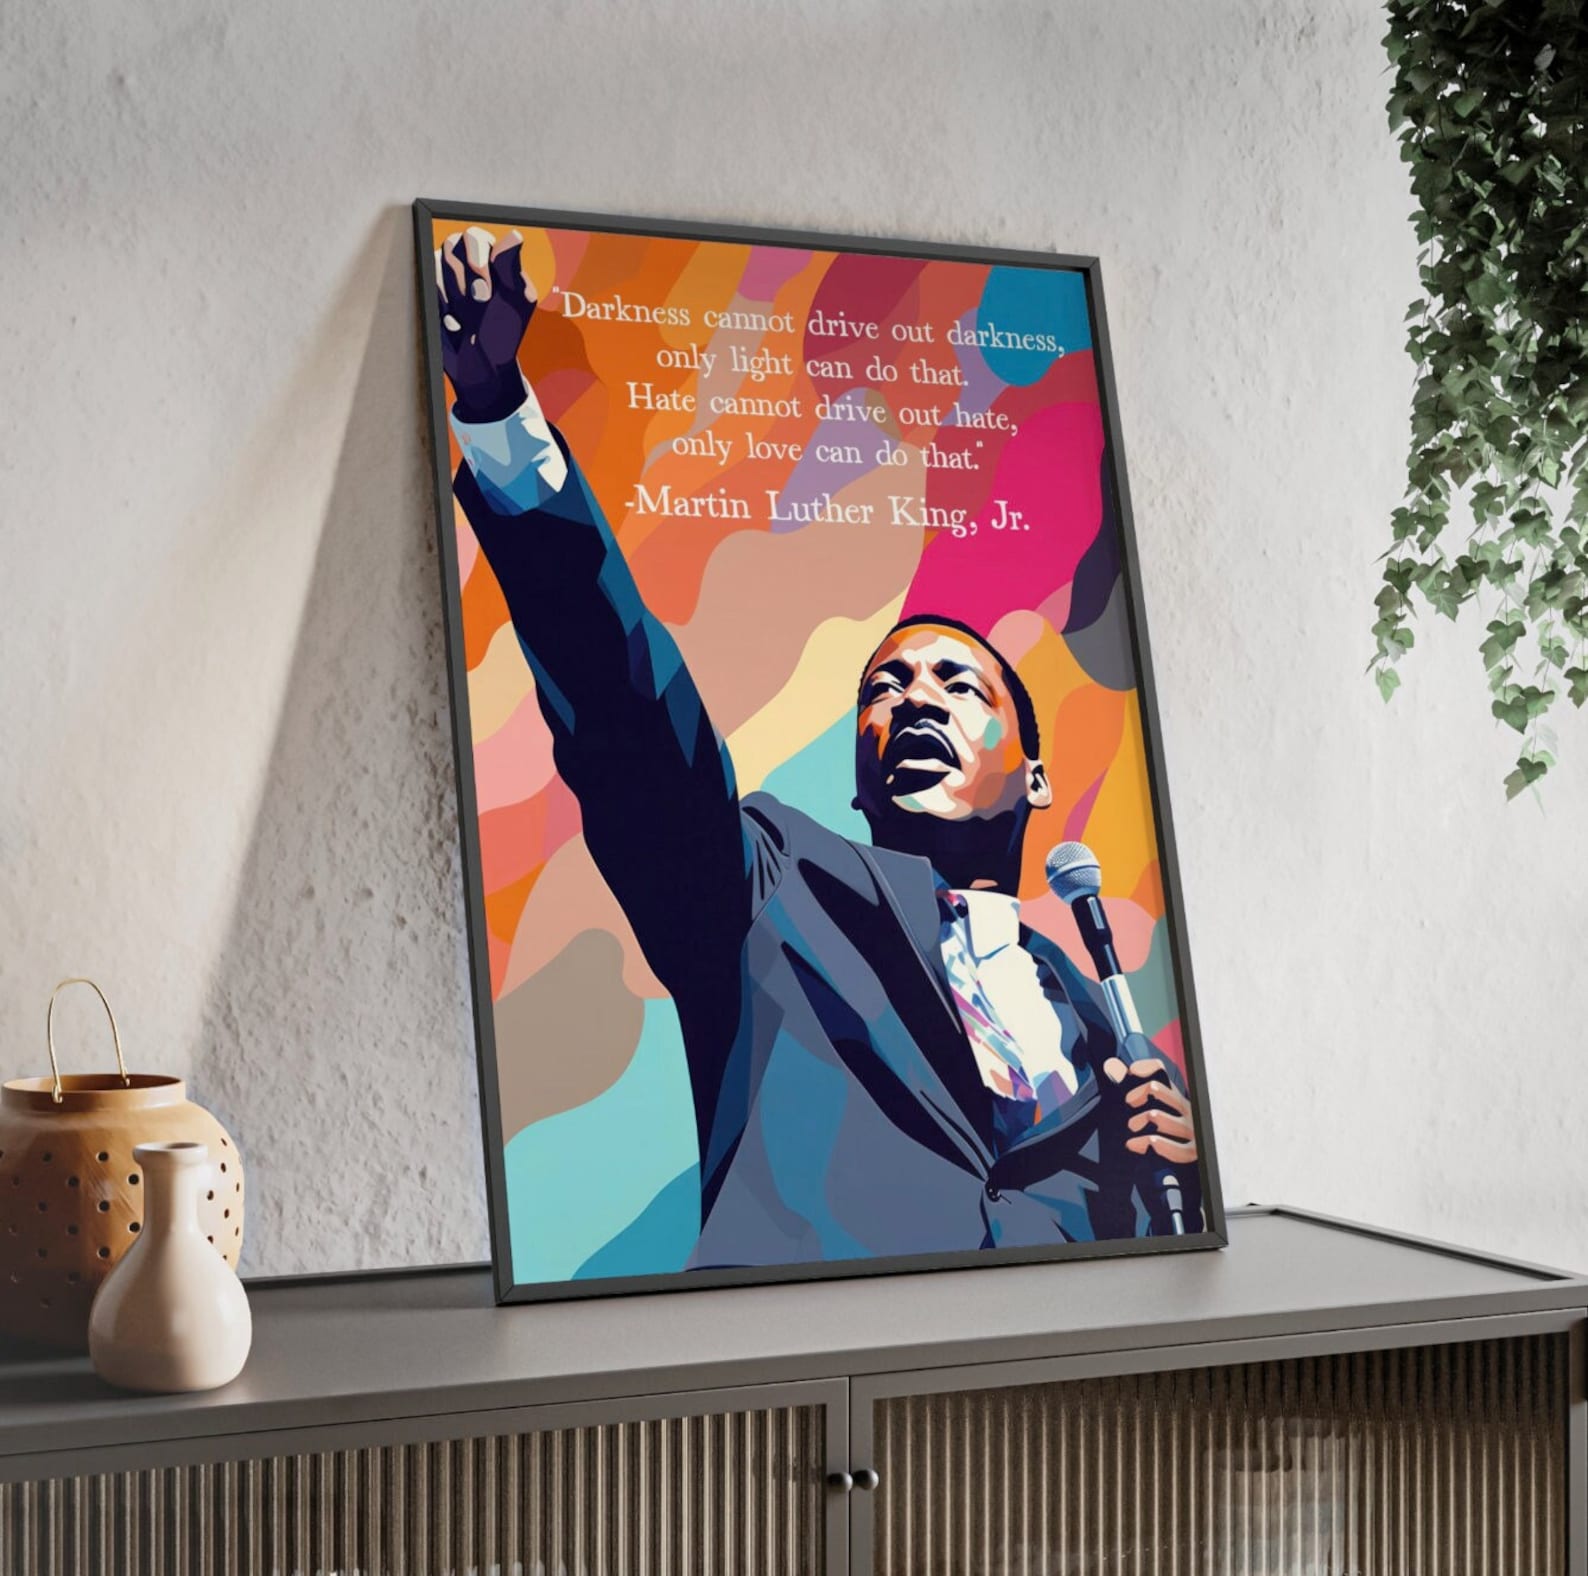 "Darkness cannot drive out darkness,
only light can do that.
Hate cannot drive out hate,
only love can do that."
-Martin Luther King, Jr.